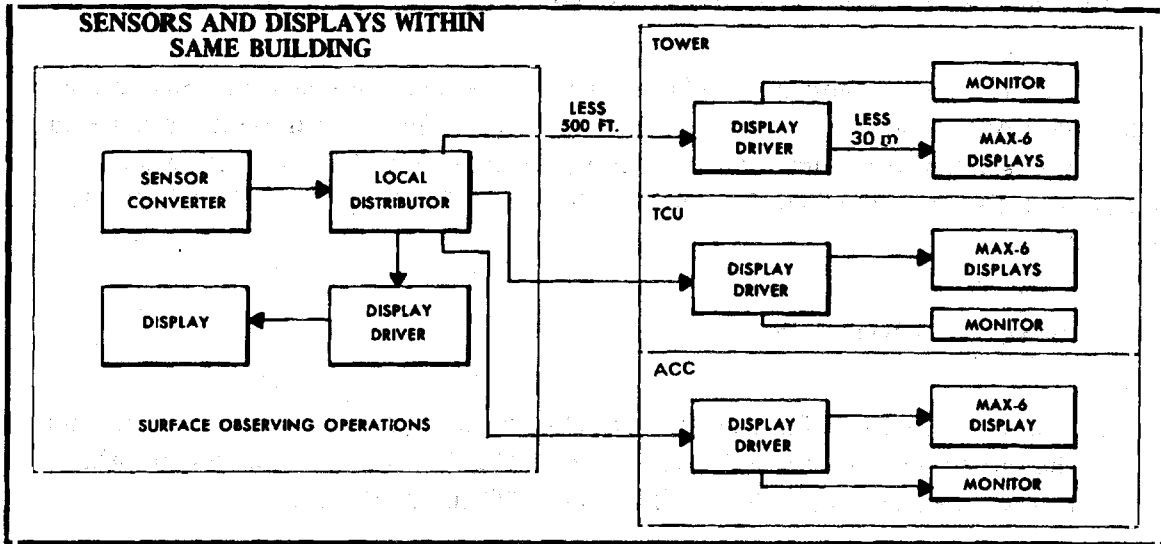 SENSORS AND DISPLAYS WITHIN
SAME BUILDING
SENSOR
CONVERTER
LOCAL
DISTRIBUTOR
DISPLAY
DISPLAY
DRIVER
SURFACE OBSERVING OPERATIONS
LESS
500 FT.
TOWER
DISPLAY
DRIVER
LESS
30 m
MONITOR
MAX-6
DISPLAYS
TCU
DISPLAY
DRIVER
MAX-6
DISPLAYS
MONITOR
ACC
DISPLAY
DRIVER
MAX-6
DISPLAY
MONITOR